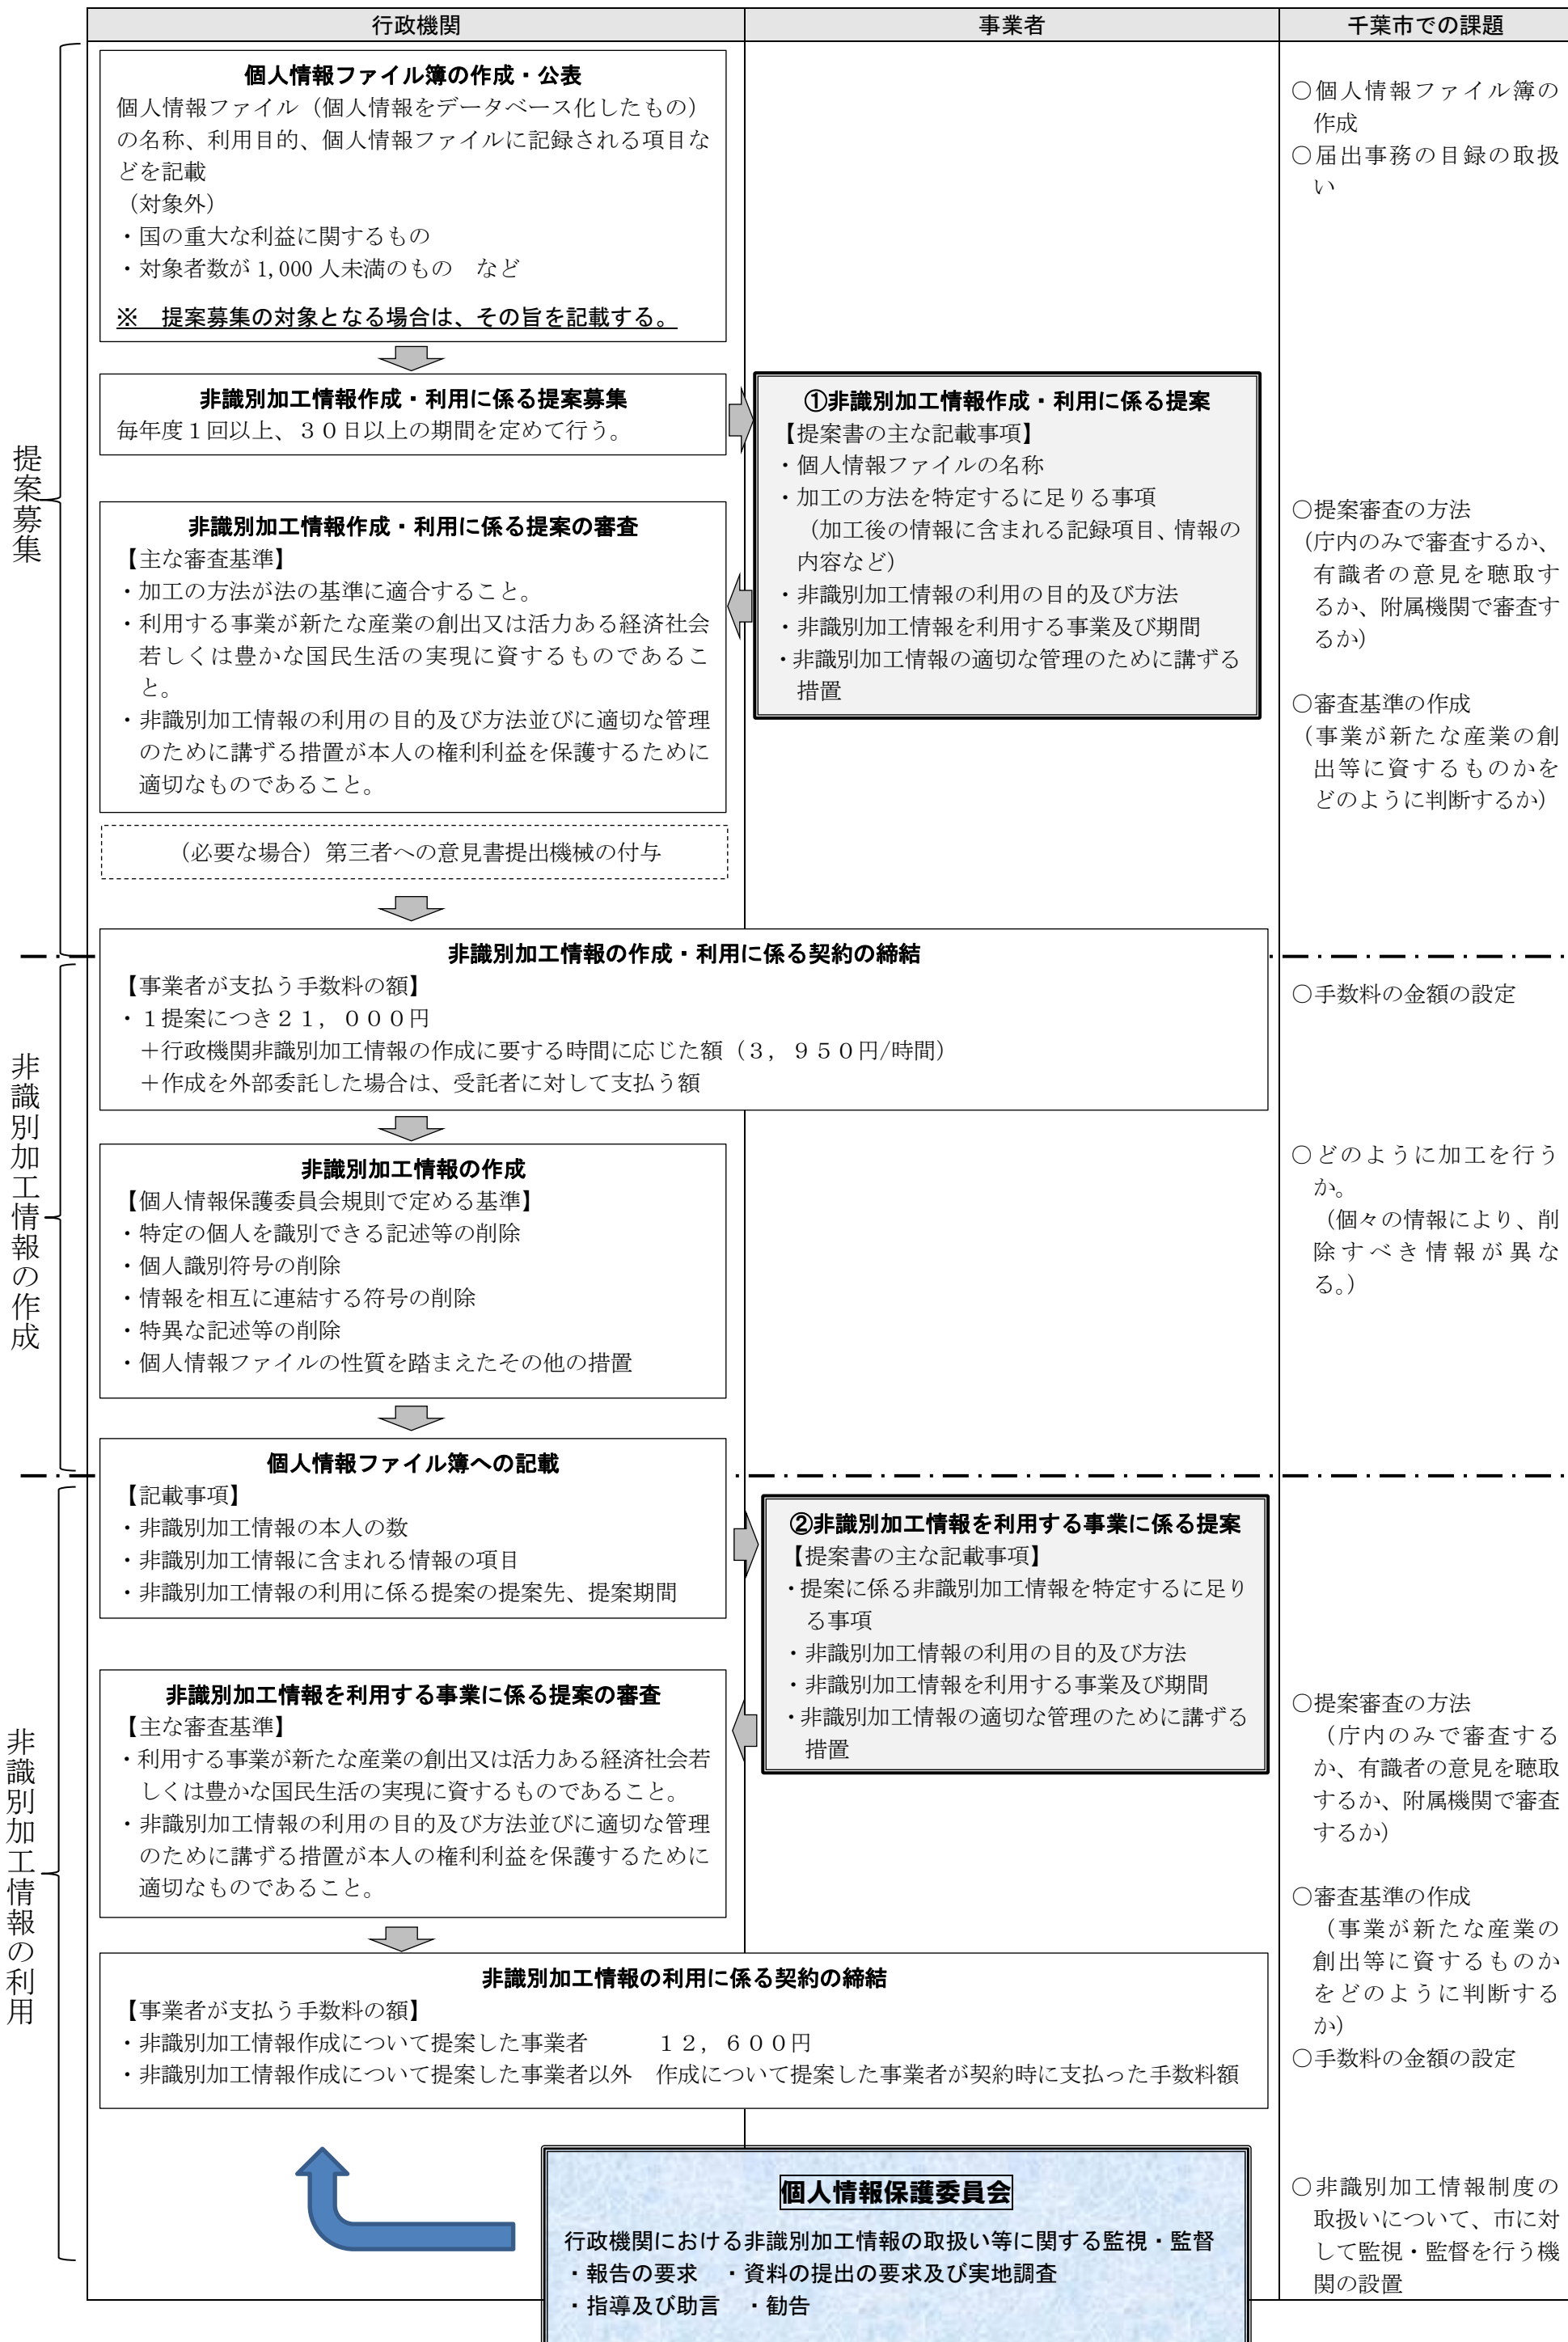 行政機関
事業者
千葉市での課題
提案募集
個人情報ファイル簿の作成・公表
個人情報ファイル（個人情報をデータベース化したもの）
の名称、利用目的、個人情報ファイルに記録される項目な
どを記載
（対象外）
・国の重大な利益に関するもの
・対象者数が 1,000 人未満のもの　など
※　提案募集の対象となる場合は、その旨を記載する。
○個人情報ファイル簿の
作成
○届出事務の目録の取扱
い
非識別加工情報作成・利用に係る提案募集
毎年度１回以上、３０日以上の期間を定めて行う。
①非識別加工情報作成・利用に係る提案
【提案書の主な記載事項】
・個人情報ファイルの名称
・加工の方法を特定するに足りる事項
（加工後の情報に含まれる記録項目、情報の
内容など）
・非識別加工情報の利用の目的及び方法
・非識別加工情報を利用する事業及び期間
・非識別加工情報の適切な管理のために講ずる
措置
非識別加工情報作成・利用に係る提案の審査
【主な審査基準】
・加工の方法が法の基準に適合すること。
・利用する事業が新たな産業の創出又は活力ある経済社会
若しくは豊かな国民生活の実現に資するものであるこ
と。
・非識別加工情報の利用の目的及び方法並びに適切な管理
のために講ずる措置が本人の権利利益を保護するために
適切なものであること。
（必要な場合）第三者への意見書提出機械の付与
○提案審査の方法
（庁内のみで審査するか、
有識者の意見を聴取す
るか、附属機関で審査す
るか）
○審査基準の作成
（事業が新たな産業の創
出等に資するものかを
どのように判断するか）
非識別加工情報の作成
非識別加工情報の作成・利用に係る契約の締結
【事業者が支払う手数料の額】
・１提案につき２１，０００円
＋行政機関非識別加工情報の作成に要する時間に応じた額（３，９５０円/時間）
＋作成を外部委託した場合は、受託者に対して支払う額
○手数料の金額の設定
非識別加工情報の作成
【個人情報保護委員会規則で定める基準】
・特定の個人を識別できる記述等の削除
・個人識別符号の削除
・情報を相互に連結する符号の削除
・特異な記述等の削除
・個人情報ファイルの性質を踏まえたその他の措置
○どのように加工を行う
か。
（個々の情報により、削
除すべき情報が異な
る。）
個人情報ファイル簿への記載
【記載事項】
・非識別加工情報の本人の数
・非識別加工情報に含まれる情報の項目
・非識別加工情報の利用に係る提案の提案先、提案期間
非識別加工情報の利用
②非識別加工情報を利用する事業に係る提案
【提案書の主な記載事項】
・提案に係る非識別加工情報を特定するに足り
る事項
・非識別加工情報の利用の目的及び方法
・非識別加工情報を利用する事業及び期間
・非識別加工情報の適切な管理のために講ずる
措置
非識別加工情報を利用する事業に係る提案の審査
【主な審査基準】
・利用する事業が新たな産業の創出又は活力ある経済社会若
しくは豊かな国民生活の実現に資するものであること。
・非識別加工情報の利用の目的及び方法並びに適切な管理
のために講ずる措置が本人の権利利益を保護するために
適切なものであること。
○提案審査の方法
（庁内のみで審査する
か、有識者の意見を聴取
するか、附属機関で審査
するか）
○審査基準の作成
（事業が新たな産業の
創出等に資するものか
をどのように判断する
か）
○手数料の金額の設定
非識別加工情報の利用に係る契約の締結
【事業者が支払う手数料の額】
・非識別加工情報作成について提案した事業者　　　１２，６００円
・非識別加工情報作成について提案した事業者以外　作成について提案した事業者が契約時に支払った手数料額
個人情報保護委員会
行政機関における非識別加工情報の取扱い等に関する監視・監督
・報告の要求　・資料の提出の要求及び実地調査
・指導及び助言　・勧告
○非識別加工情報制度の
取扱いについて、市に対
して監視・監督を行う機
関の設置